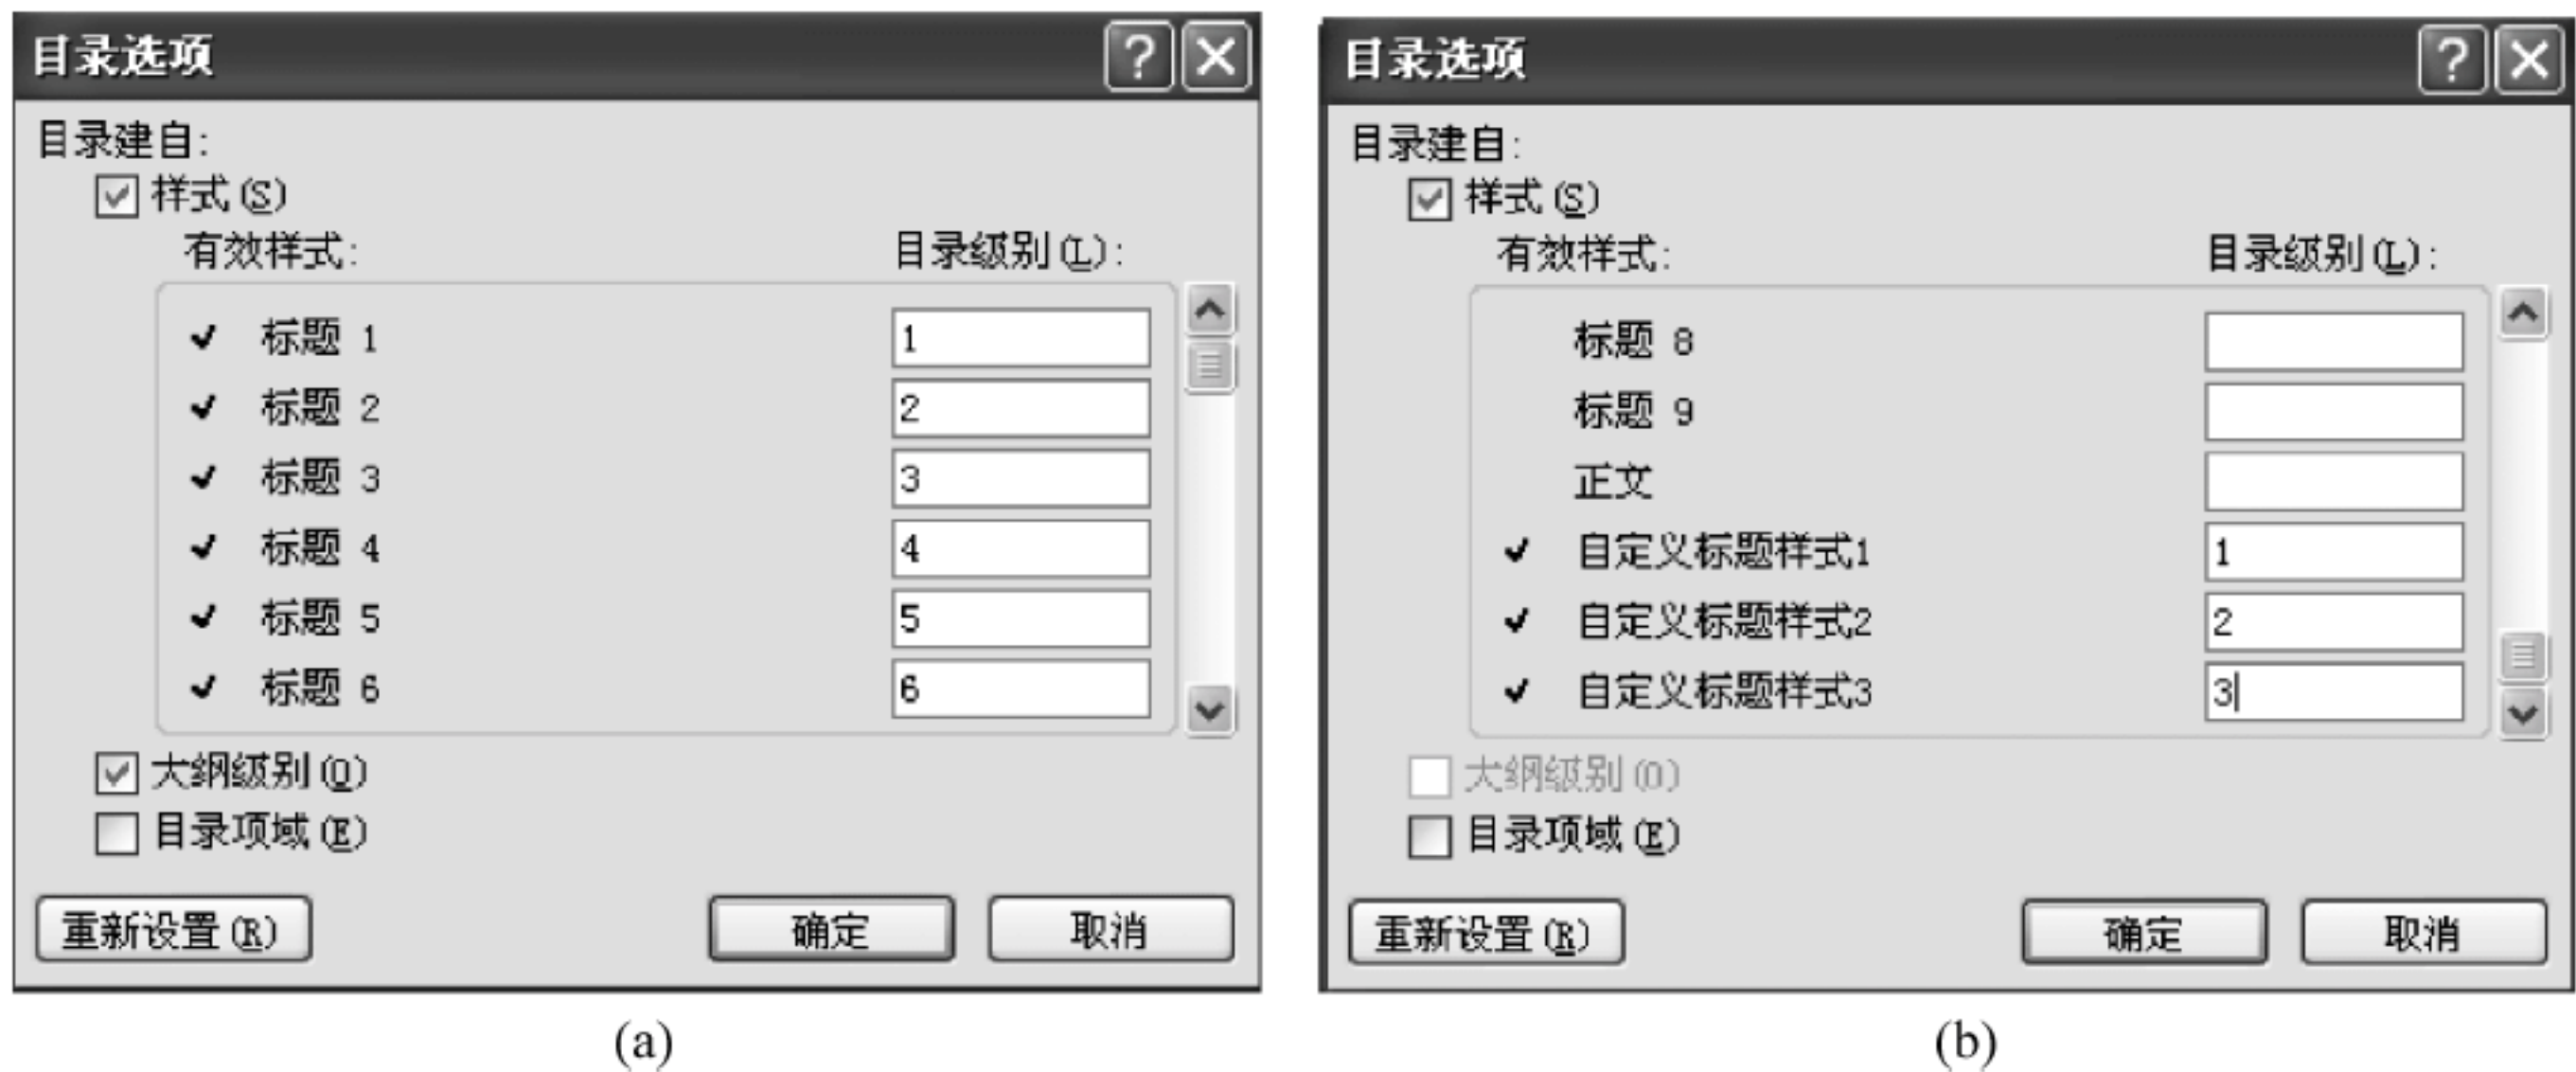 目录选项
目录建自:
样式(S)
有效样式: 目录级别(L):
标题 1 1
标题 2 2
标题 3 3
标题 4 4
标题 5 5
标题 6 6
大纲级别(O)
目录项域(E)
重新设置(R) 确定 取消
(a)
目录选项
目录建自:
样式(S)
有效样式: 目录级别(L):
标题 8
标题 9
正文
自定义标题样式1 1
自定义标题样式2 2
自定义标题样式3 3
大纲级别(O)
目录项域(E)
重新设置(R) 确定 取消
(b)